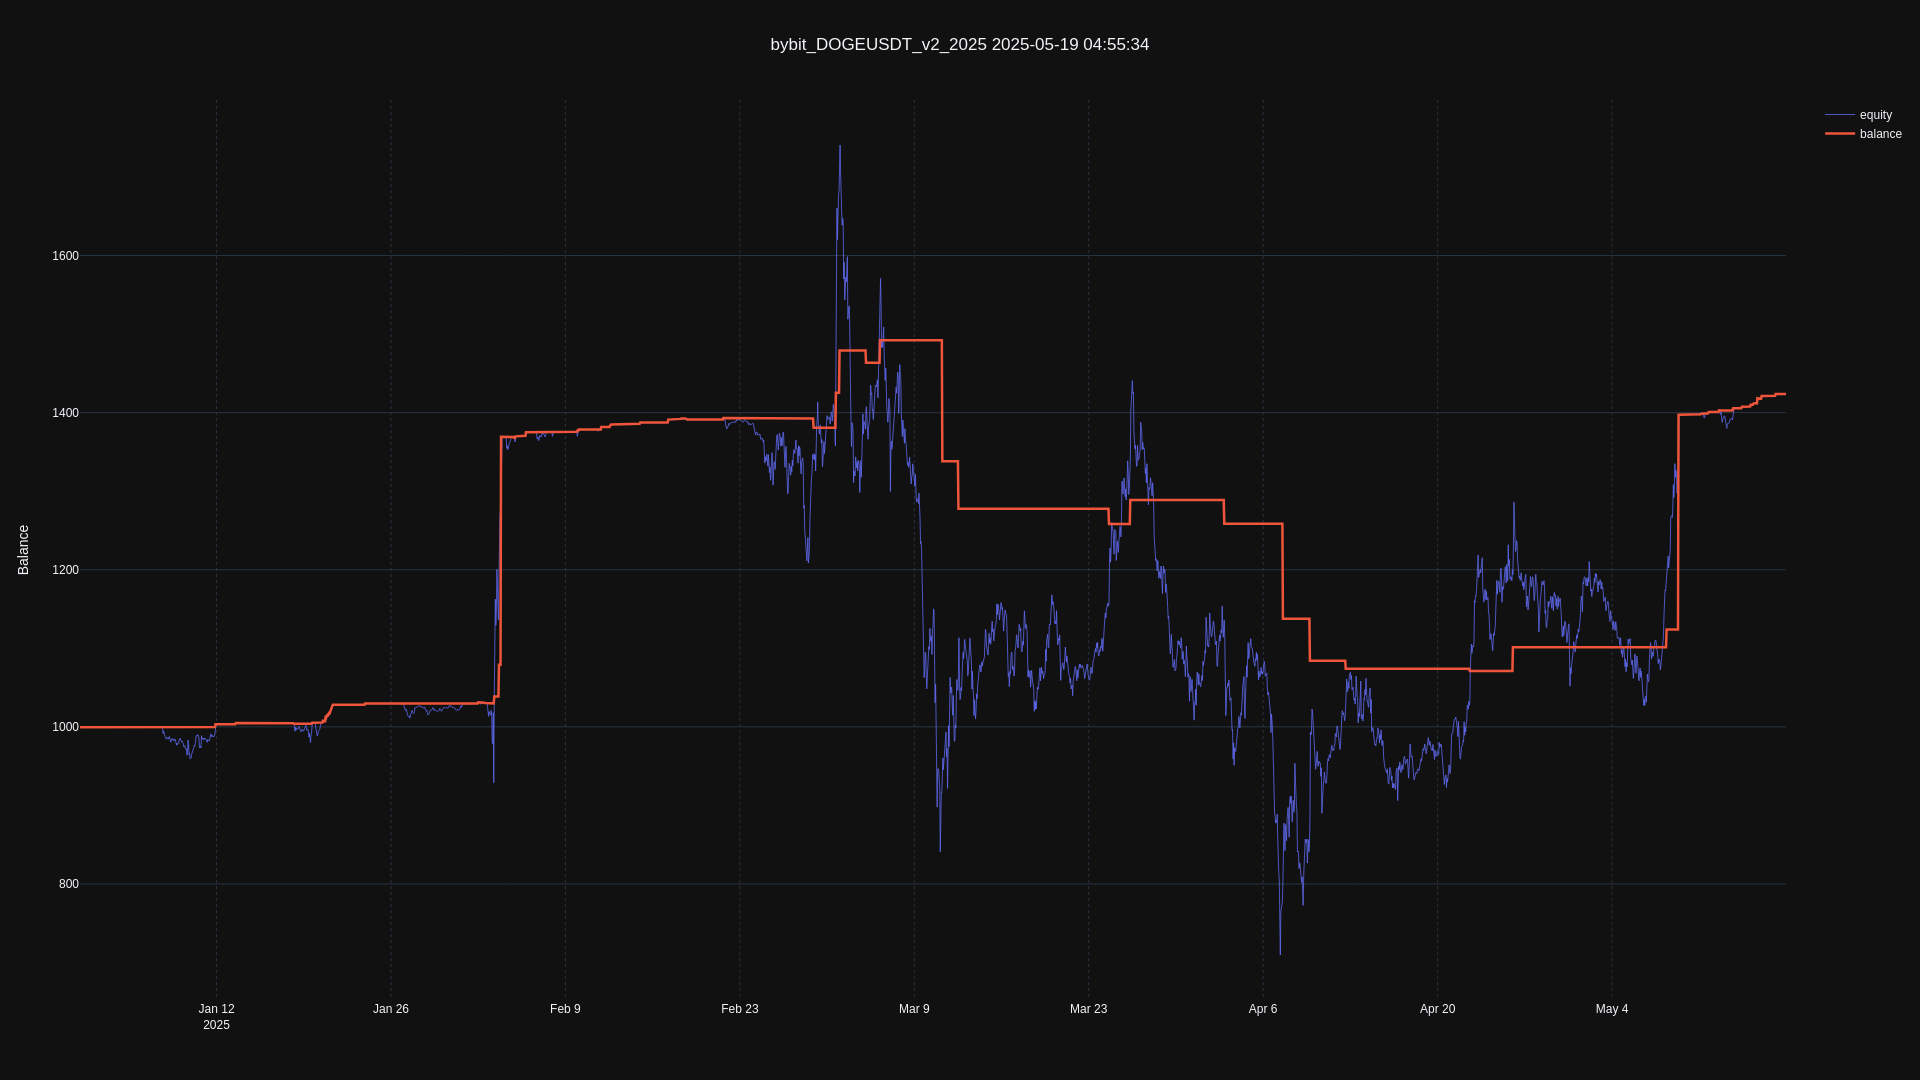 bybit_DOGEUSDT_v2_2025 2025-05-19 04:55:34
equity
balance
Balance
1600
1400
1200
1000
800
Jan 12
2025
Jan 26
Feb 9
Feb 23
Mar 9
Mar 23
Apr 6
Apr 20
May 4